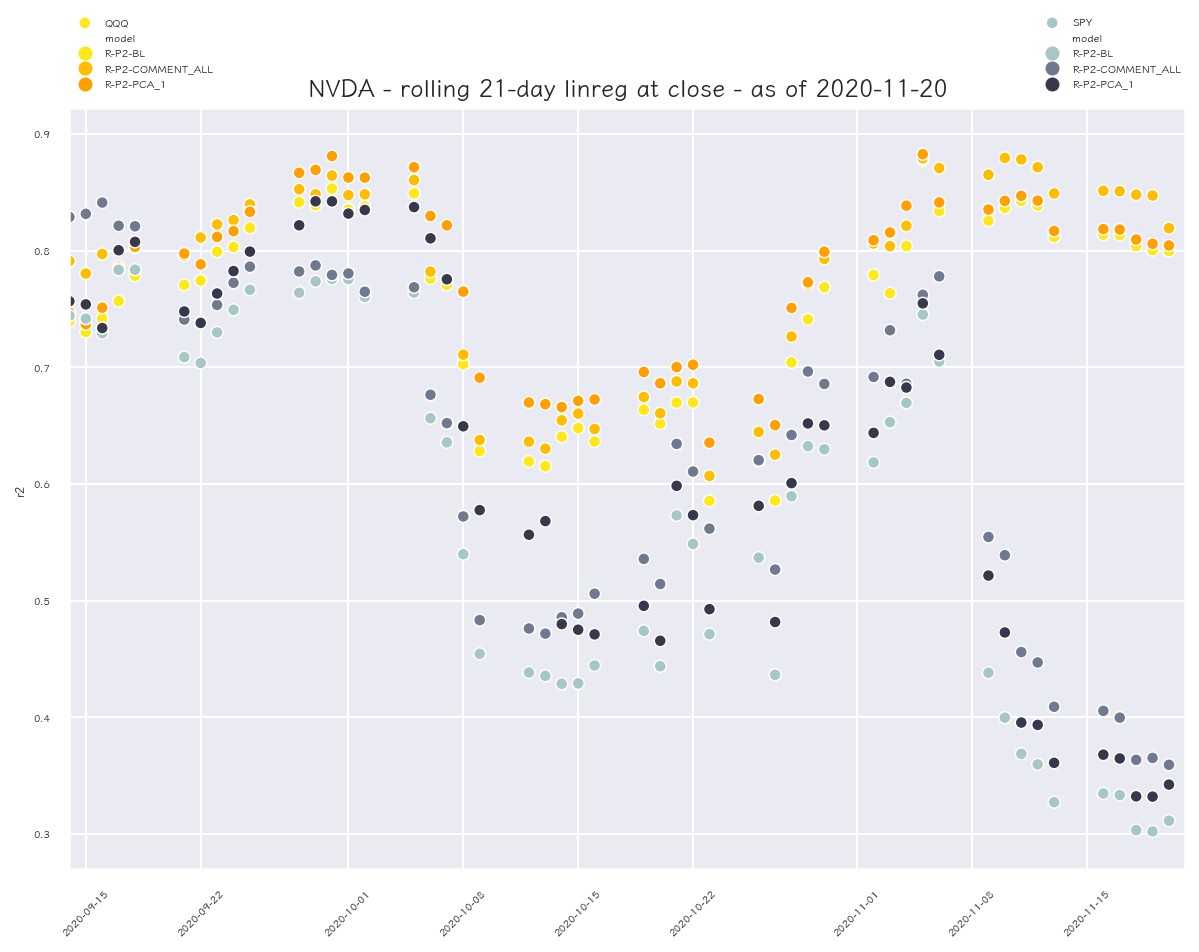 QQQ
model
R-P2-BL
R-P2-COMMENT_ALL
R-P2-PCA_1
SPY
model
R-P2-BL
R-P2-COMMENT_ALL
R-P2-PCA_1
NVDA - rolling 21-day linreg at close - as of 2020-11-20
0.9
0.8
0.7
0.6
0.5
0.4
0.3
r2
2020-09-15
2020-09-22
2020-10-01
2020-10-08
2020-10-15
2020-10-22
2020-11-01
2020-11-08
2020-11-15